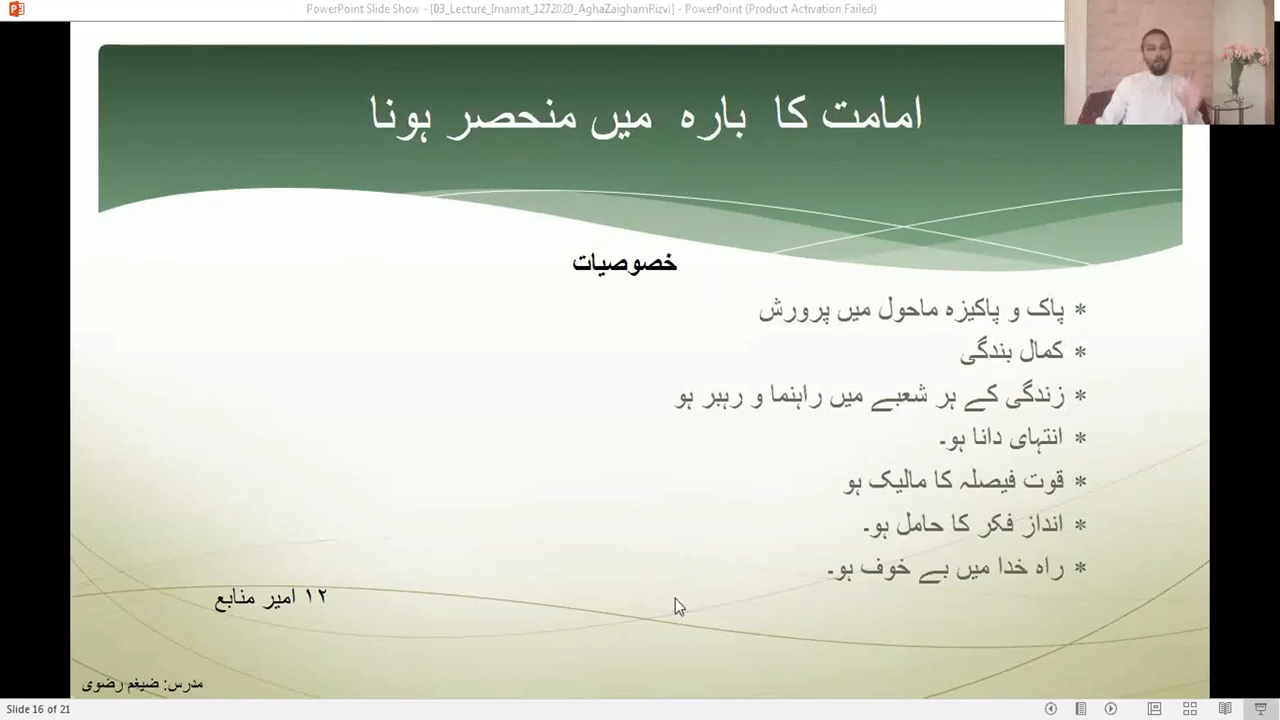 PowerPoint Slide Show - [03_Lecture_Imamat_1272020_AghaZaighamRizvi] - PowerPoint (Product Activation Failed)
امامت کا بارہ میں منحصر ہونا
خصوصیات
* پاک و پاکیزہ ماحول میں پرورش
* کمال بندگی
* زندگی کے ہر شعبے میں راہنما و رہبر ہو
* انتہای دانا ہو۔
* قوت فیصلہ کا مالیک ہو
* انداز فکر کا حامل ہو۔
* راہ خدا میں بے خوف ہو۔
۱۲ امیر منابع
مدرس: ضیغم رضوی
Slide 16 of 21